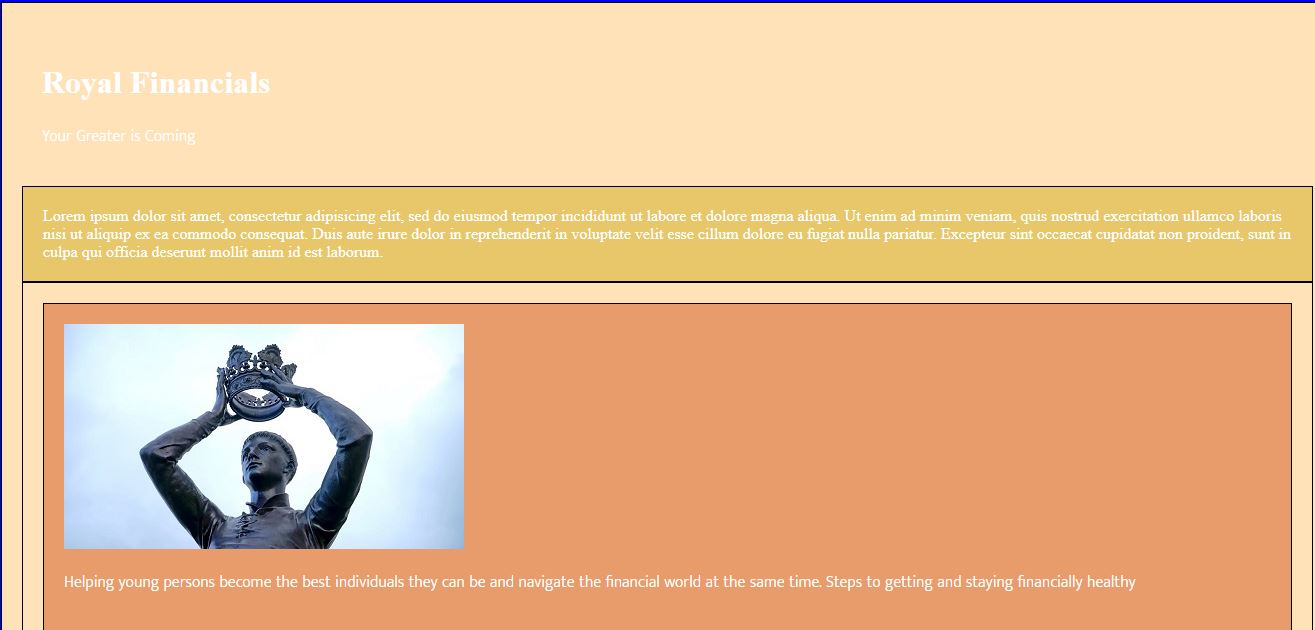 Royal Financials
Your Greater is Coming
Lorem ipsum dolor sit amet, consectetur adipisicing elit, sed do eiusmod tempor incididunt ut labore et dolore magna aliqua. Ut enim ad minim veniam, quis nostrud exercitation ullamco laboris
nisi ut aliquip ex ea commodo consequat. Duis aute irure dolor in reprehenderit in voluptate velit esse cillum dolore eu fugiat nulla pariatur. Excepteur sint occaecat cupidatat non proident, sunt in
culpa qui officia deserunt mollit anim id est laborum.
Helping young persons become the best individuals they can be and navigate the financial world at the same time. Steps to getting and staying financially healthy